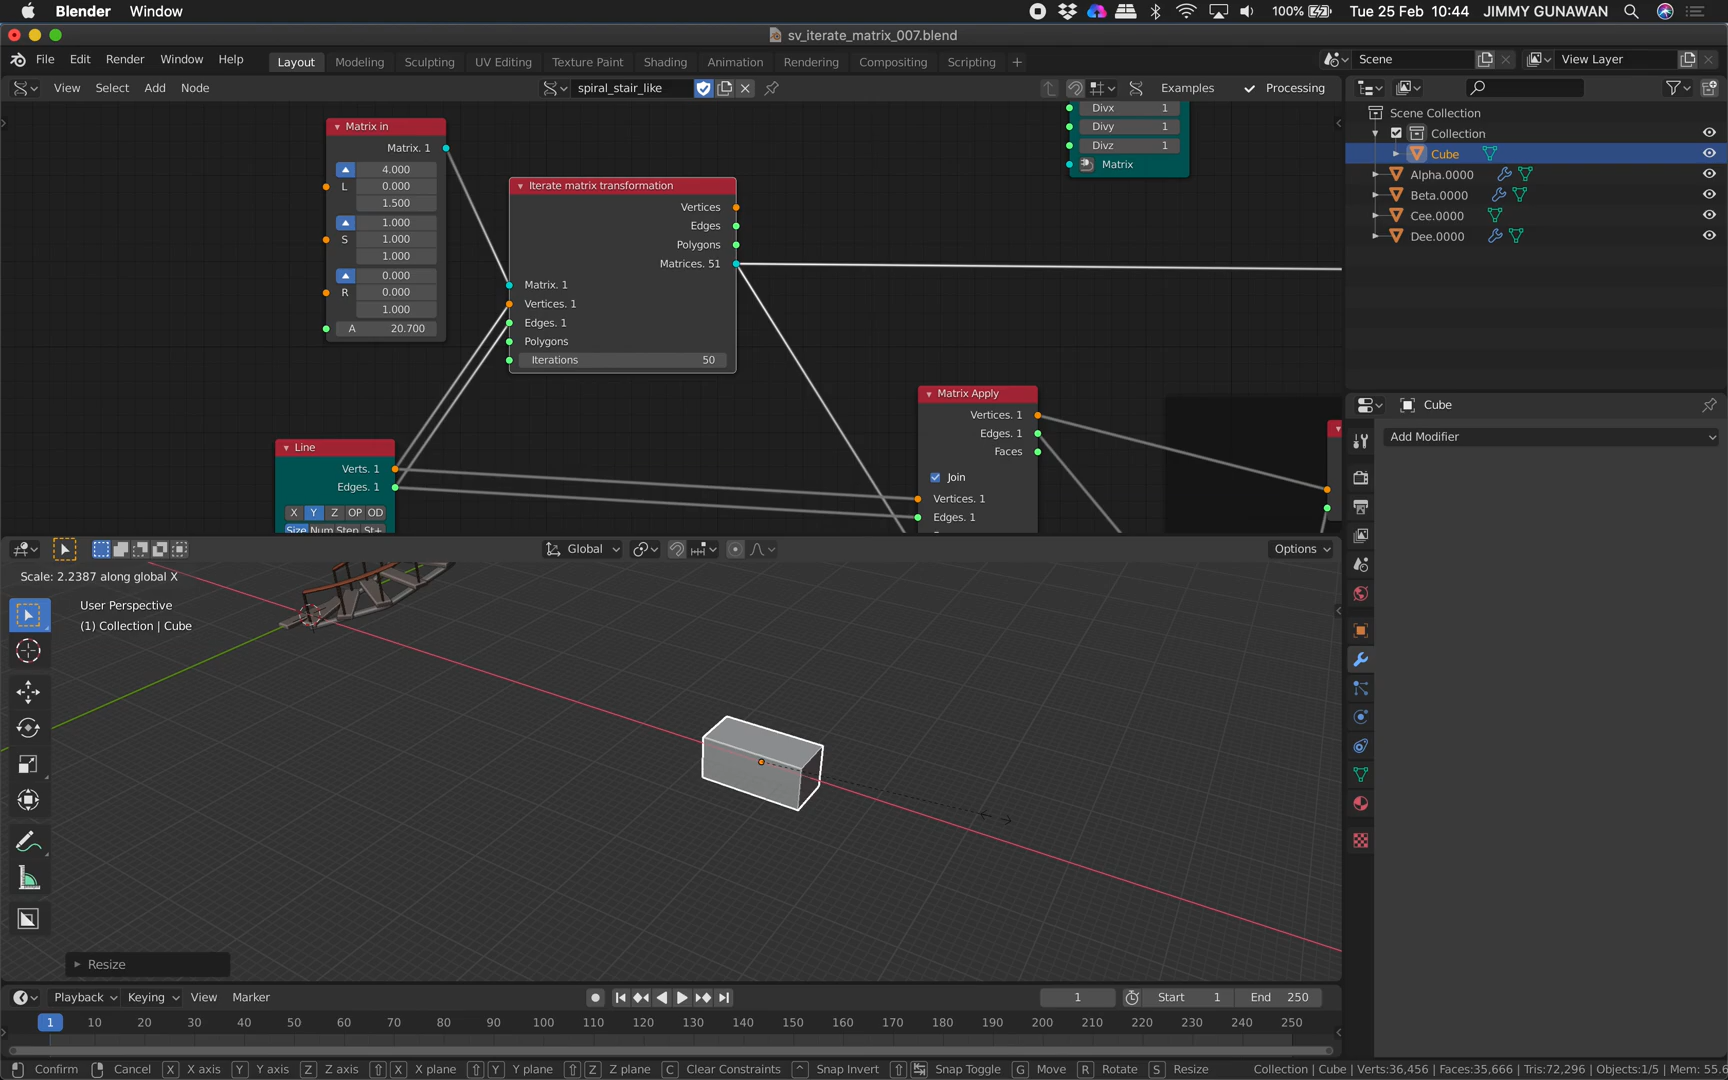 Blender Window 100% Tue 25 Feb 10:44 JIMMY GUNAWAN
sv_iterate_matrix_007.blend
File Edit Render Window Help Layout Modeling Sculpting UV Editing Texture Paint Shading Animation Rendering Compositing Scripting + Scene View Layer
View Select Add Node spiral_stair_like Examples Processing
Scene Collection
Collection
Cube
Alpha.0000
Beta.0000
Cee.0000
Dee.0000
Matrix in
Matrix. 1
4.000
L 0.000
1.500
1.000
S 1.000
1.000
0.000
R 0.000
1.000
A 20.700
Iterate matrix transformation
Vertices
Edges
Polygons
Matrices. 51
Matrix. 1
Vertices. 1
Edges. 1
Polygons
Iterations 50
Divx 1
Divy 1
Divz 1
Matrix
Line
Verts. 1
Edges. 1
X Y Z OP OD
Size Num Step St+
Matrix Apply
Vertices. 1
Edges. 1
Faces
Join
Vertices. 1
Edges. 1
Cube
Add Modifier
Global Options
Scale: 2.2387 along global X
User Perspective
(1) Collection | Cube
Resize
Playback Keying View Marker 1 Start 1 End 250
1 10 20 30 40 50 60 70 80 90 100 110 120 130 140 150 160 170 180 190 200 210 220 230 240 250
Confirm Cancel X X axis Y Y axis Z Z axis X X plane Y Y plane Z Z plane C Clear Constraints Snap Invert Snap Toggle G Move R Rotate S Resize Collection | Cube | Verts:36,456 | Faces:35,666 | Tris:72,296 | Objects:1/5 | Mem: 55.6